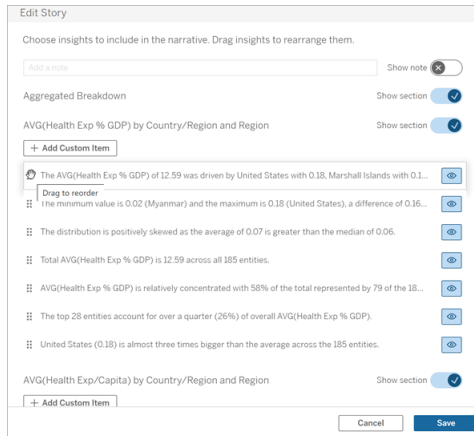 Edit Story
Choose insights to include in the narrative. Drag insights to rearrange them.
Add a note
Show note
Aggregated Breakdown
Show section
AVG(Health Exp % GDP) by Country/Region and Region
Show section
+ Add Custom Item
The AVG(Health Exp % GDP) of 12.59 was driven by United States with 0.18, Marshall Islands with 0.1...
Drag to reorder
The minimum value is 0.02 (Myanmar) and the maximum is 0.18 (United States), a difference of 0.16...
The distribution is positively skewed as the average of 0.07 is greater than the median of 0.06.
Total AVG(Health Exp % GDP) is 12.59 across all 185 entities.
AVG(Health Exp % GDP) is relatively concentrated with 58% of the total represented by 79 of the 18...
The top 28 entities account for over a quarter (26%) of overall AVG(Health Exp % GDP).
United States (0.18) is almost three times bigger than the average across the 185 entities.
AVG(Health Exp/Capita) by Country/Region and Region
Show section
+ Add Custom Item
Cancel
Save